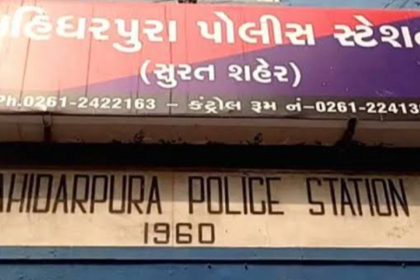 મહિધરપુરા પોલીસ સ્ટેશન
(સુરત શહેર)
Ph.0261-2422163 - કંટ્રોલ રૂમ નં-0261-22413
AHIDARPURA POLICE STATION
1960